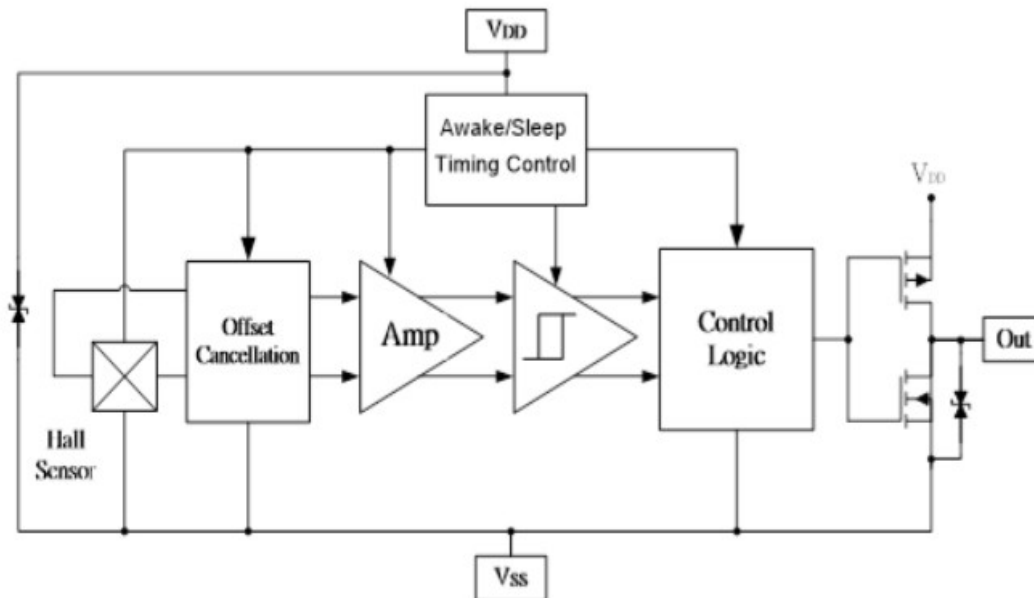 VDD
Awake/Sleep
Timing Control
VDD
Offset
Cancellation
Amp
Control
Logic
Out
Hall
Sensor
VSS